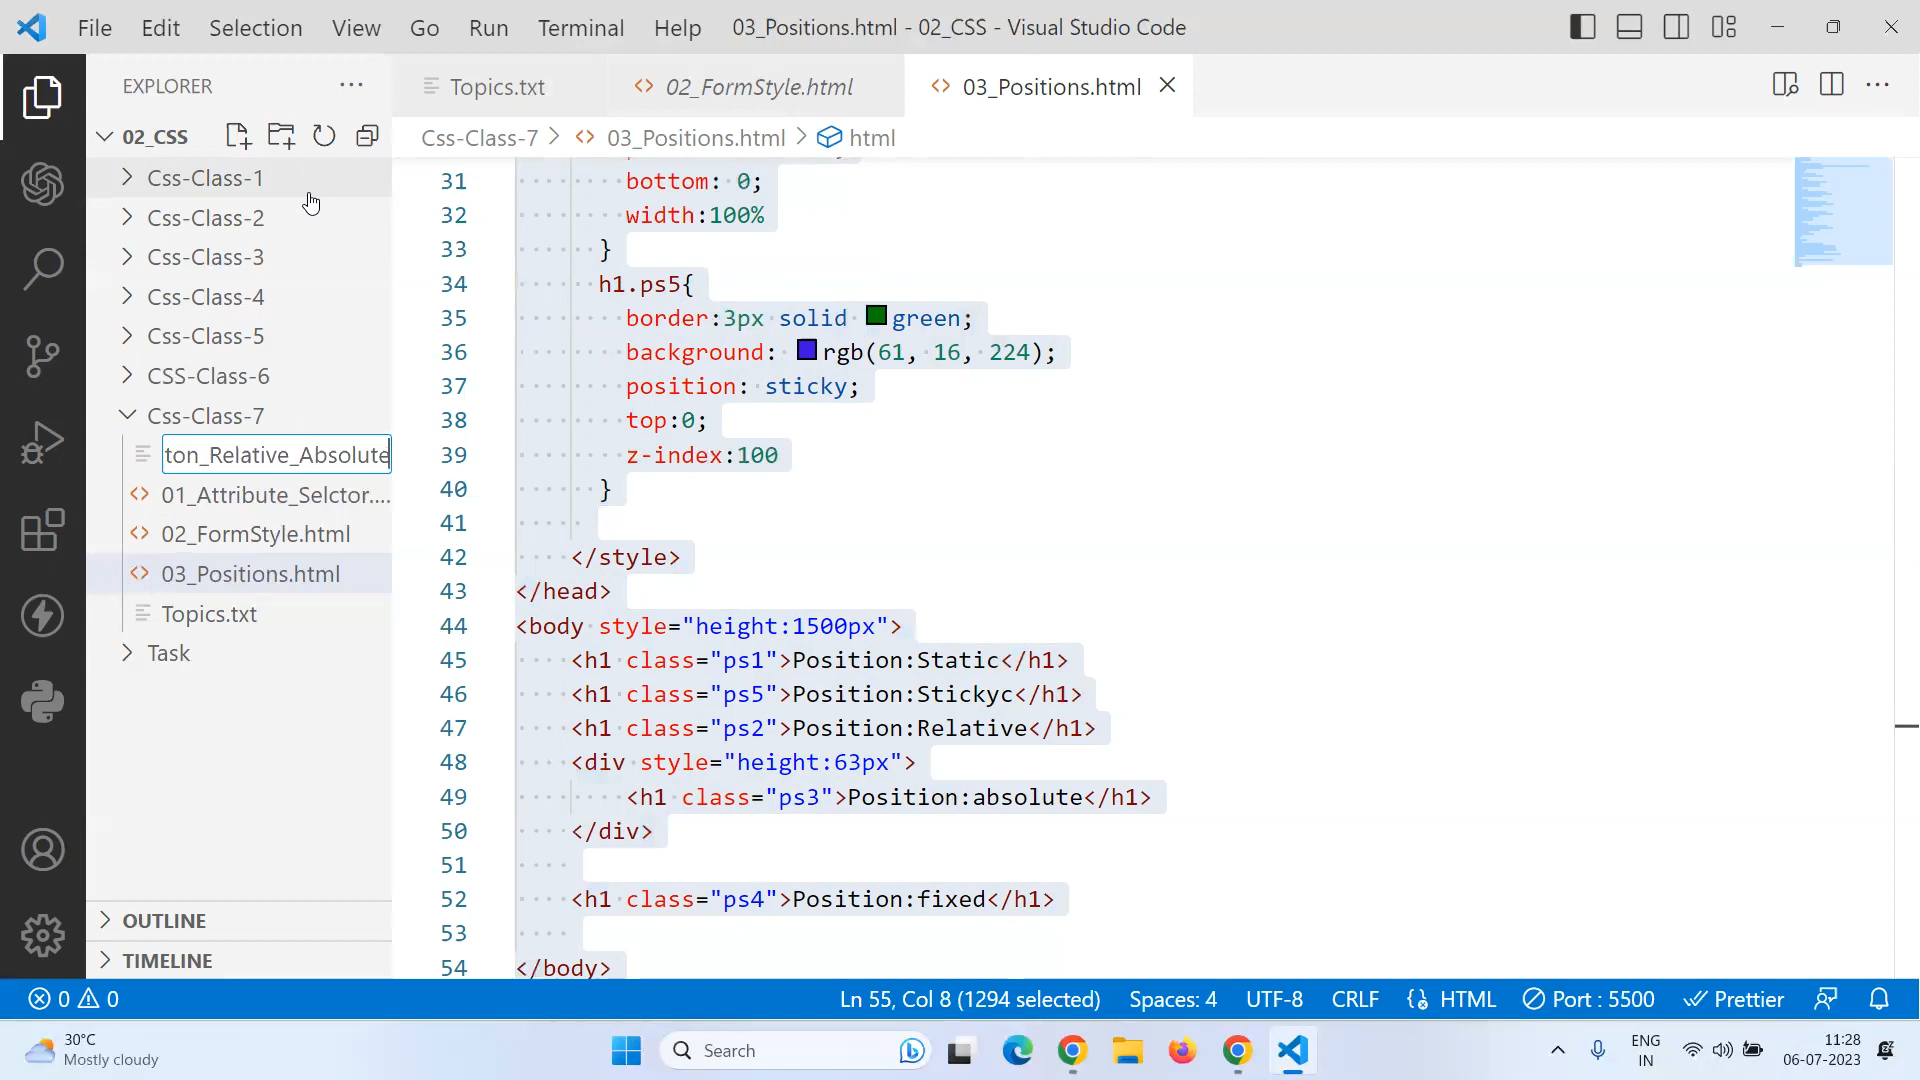 File Edit Selection View Go Run Terminal Help 03_Positions.html - 02_CSS - Visual Studio Code
EXPLORER
Topics.txt 02_FormStyle.html 03_Positions.html
02_CSS
Css-Class-7 > 03_Positions.html > html
Css-Class-1
Css-Class-2
Css-Class-3
Css-Class-4
Css-Class-5
CSS-Class-6
Css-Class-7
ton_Relative_Absolute
01_Attribute_Selctor....
02_FormStyle.html
03_Positions.html
Topics.txt
Task
OUTLINE
TIMELINE
31 bottom: 0;
32 width:100%
33 }
34 h1.ps5{
35 border:3px solid green;
36 background: rgb(61, 16, 224);
37 position: sticky;
38 top:0;
39 z-index:100
40 }
41
42 </style>
43 </head>
44 <body style="height:1500px">
45 <h1 class="ps1">Position:Static</h1>
46 <h1 class="ps5">Position:Stickyc</h1>
47 <h1 class="ps2">Position:Relative</h1>
48 <div style="height:63px">
49 <h1 class="ps3">Position:absolute</h1>
50 </div>
51
52 <h1 class="ps4">Position:fixed</h1>
53
54 </body>
0 0 Ln 55, Col 8 (1294 selected) Spaces: 4 UTF-8 CRLF HTML Port : 5500 Prettier
30°C
Mostly cloudy
Search
ENG
IN
11:28
06-07-2023